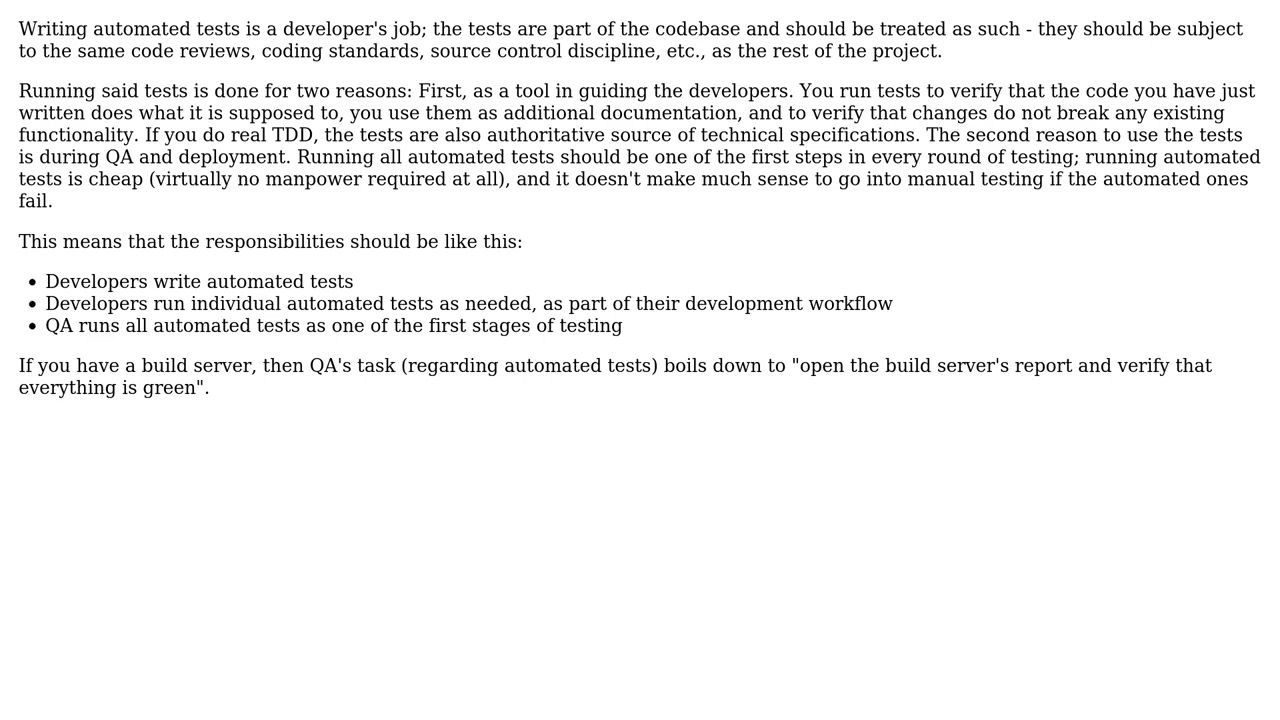 Writing automated tests is a developer's job; the tests are part of the codebase and should be treated as such - they should be subject
to the same code reviews, coding standards, source control discipline, etc., as the rest of the project.
Running said tests is done for two reasons: First, as a tool in guiding the developers. You run tests to verify that the code you have just
written does what it is supposed to, you use them as additional documentation, and to verify that changes do not break any existing
functionality. If you do real TDD, the tests are also authoritative source of technical specifications. The second reason to use the tests
is during QA and deployment. Running all automated tests should be one of the first steps in every round of testing; running automated
tests is cheap (virtually no manpower required at all), and it doesn't make much sense to go into manual testing if the automated ones
fail.
This means that the responsibilities should be like this:
• Developers write automated tests
• Developers run individual automated tests as needed, as part of their development workflow
• QA runs all automated tests as one of the first stages of testing
If you have a build server, then QA's task (regarding automated tests) boils down to "open the build server's report and verify that
everything is green".